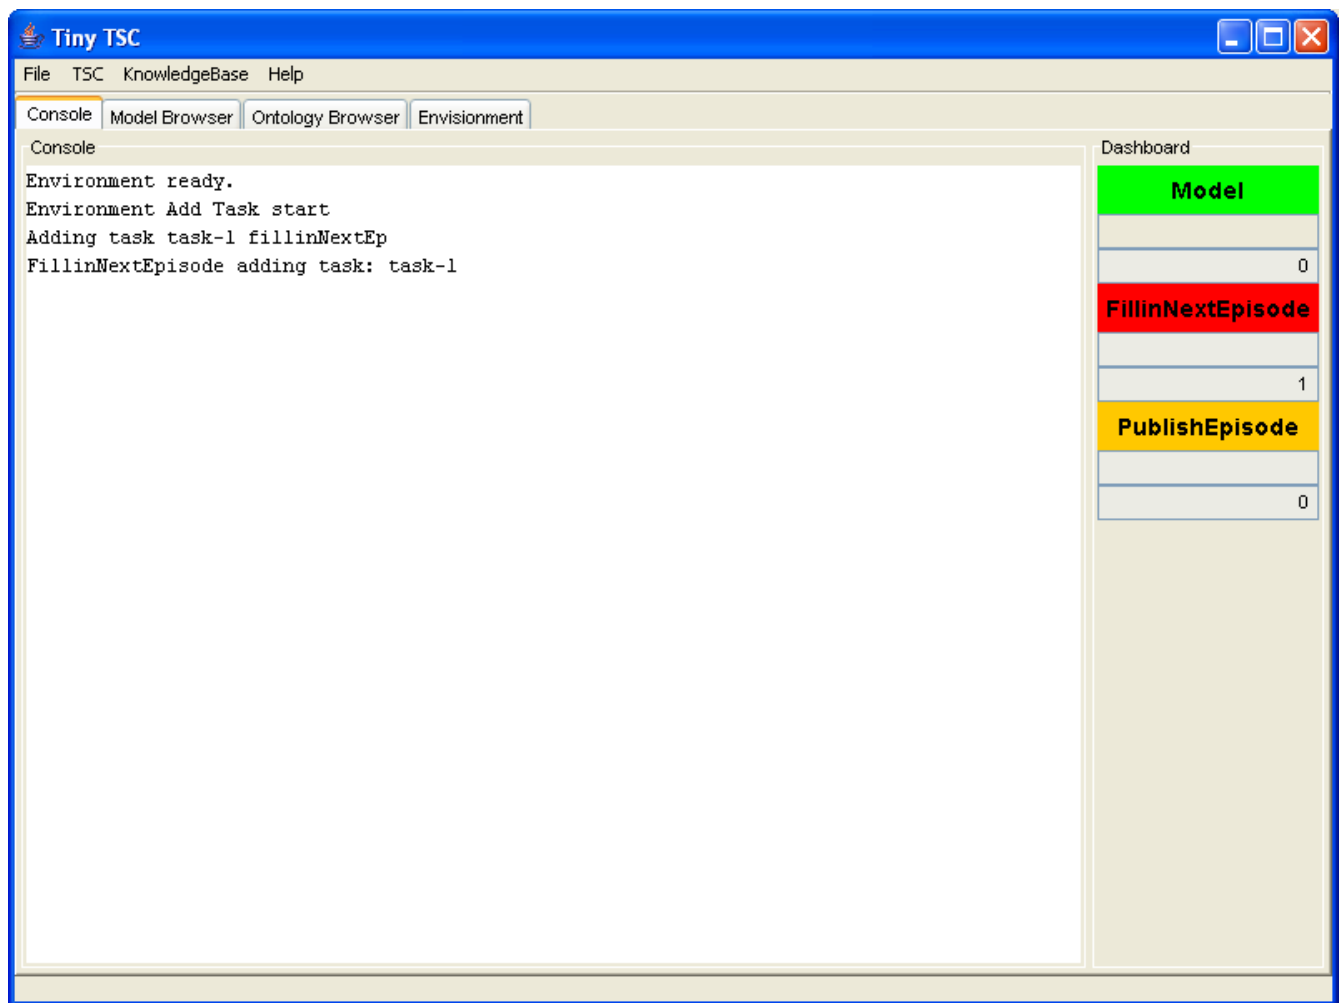 Tiny TSC
File TSC KnowledgeBase Help
Console Model Browser Ontology Browser Envisionment
Console
Environment ready.
Environment Add Task start
Adding task task-1 fillinNextEp
FillinNextEpisode adding task: task-1
Dashboard
Model
0
FillinNextEpisode
1
PublishEpisode
0